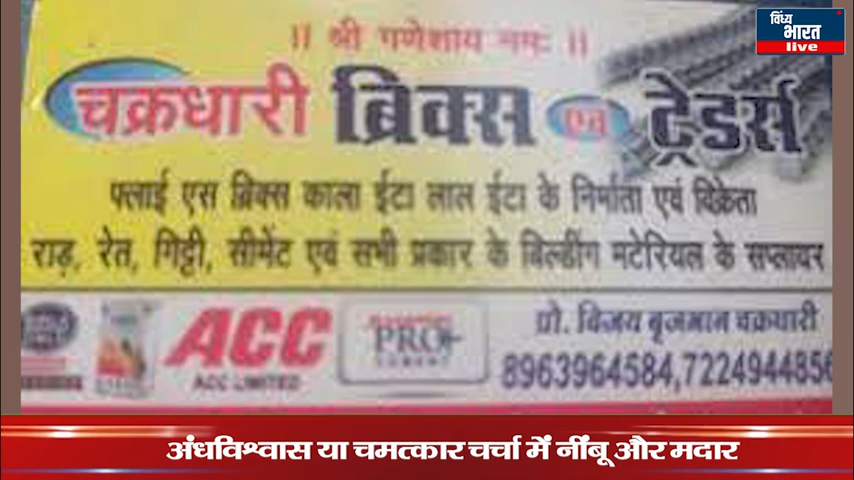 विंध्य
भारत
live
।। श्री गणेशाय नमः ।।
चक्रधारी ब्रिक्स एवं ट्रेडर्स
फ्लाई एस ब्रिक्स काला ईटा लाल ईटा के निर्माता एवं विक्रेता
राड़, रेत, गिट्टी, सीमेंट एवं सभी प्रकार के बिल्डींग मटेरियल के सप्लायर
ACC
ACC LIMITED
PRO+
CEMENT
प्रो. विजय बृजभान चक्रधारी
8963964584,7224944856
अंधविश्वास या चमत्कार चर्चा में नींबू और मदार